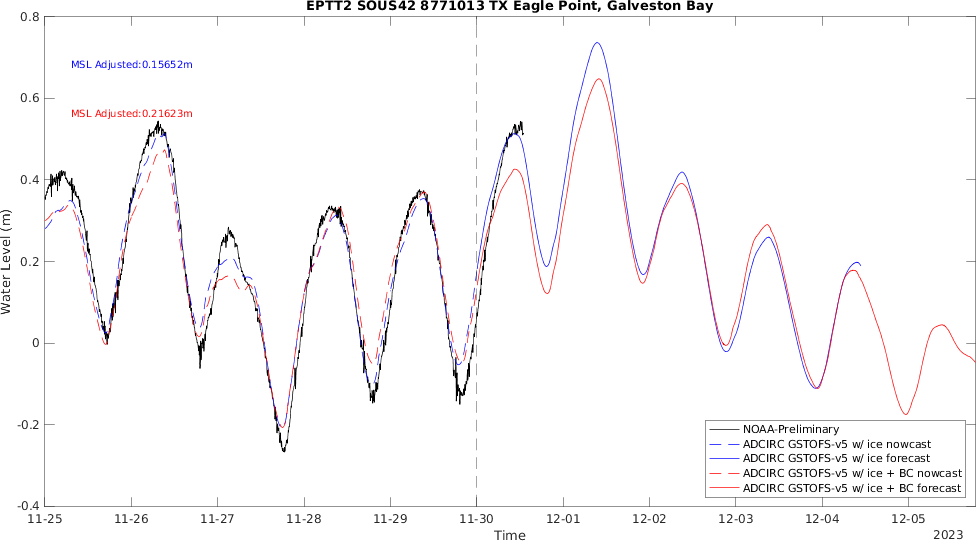 EPTT2 SOUS42 8771013 TX Eagle Point, Galveston Bay
MSL Adjusted:0.15652m
MSL Adjusted:0.21623m
Water Level (m)
0.8
0.6
0.4
0.2
0
-0.2
-0.4
NOAA-Preliminary
ADCIRC GSTOFS-v5 w/ ice nowcast
ADCIRC GSTOFS-v5 w/ ice forecast
ADCIRC GSTOFS-v5 w/ ice + BC nowcast
ADCIRC GSTOFS-v5 w/ ice + BC forecast
11-25 11-26 11-27 11-28 11-29 11-30 12-01 12-02 12-03 12-04 12-05
Time
2023